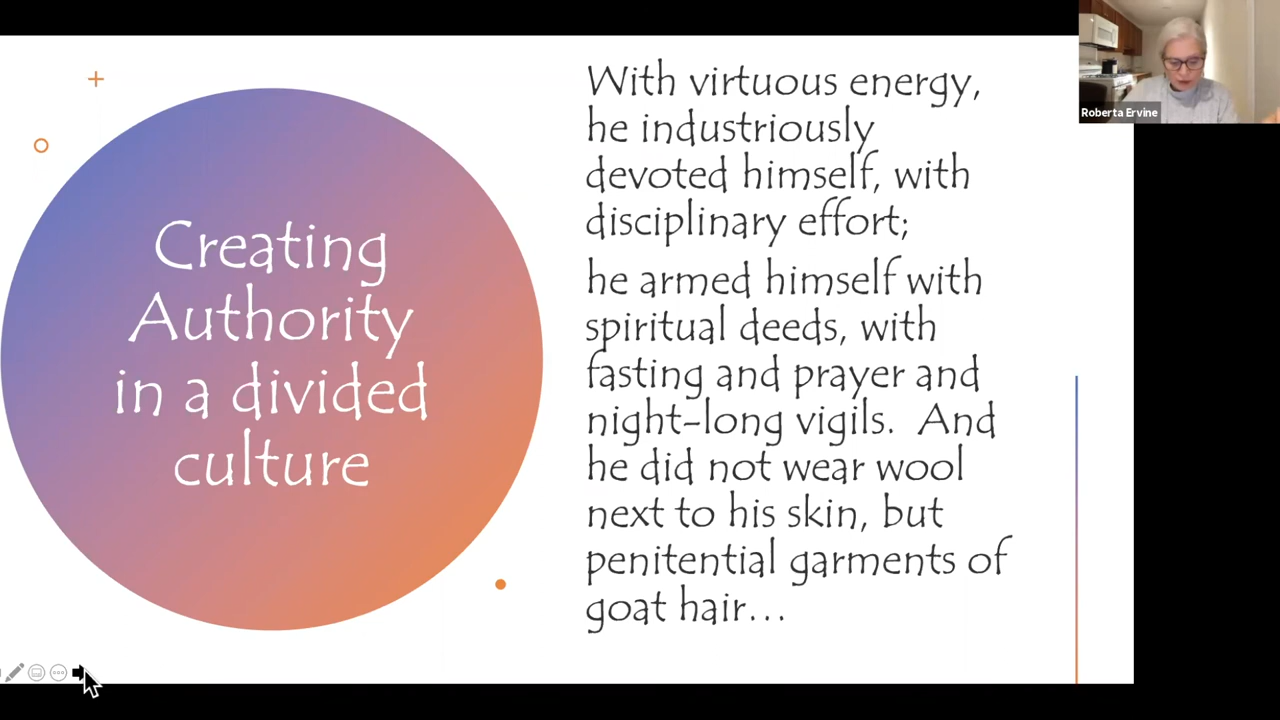 Creating
Authority
in a divided
culture
With virtuous energy,
he industriously
devoted himself, with
disciplinary effort;
he armed himself with
spiritual deeds, with
fasting and prayer and
night-long vigils. And
he did not wear wool
next to his skin, but
penitential garments of
goat hair...
Roberta Ervine